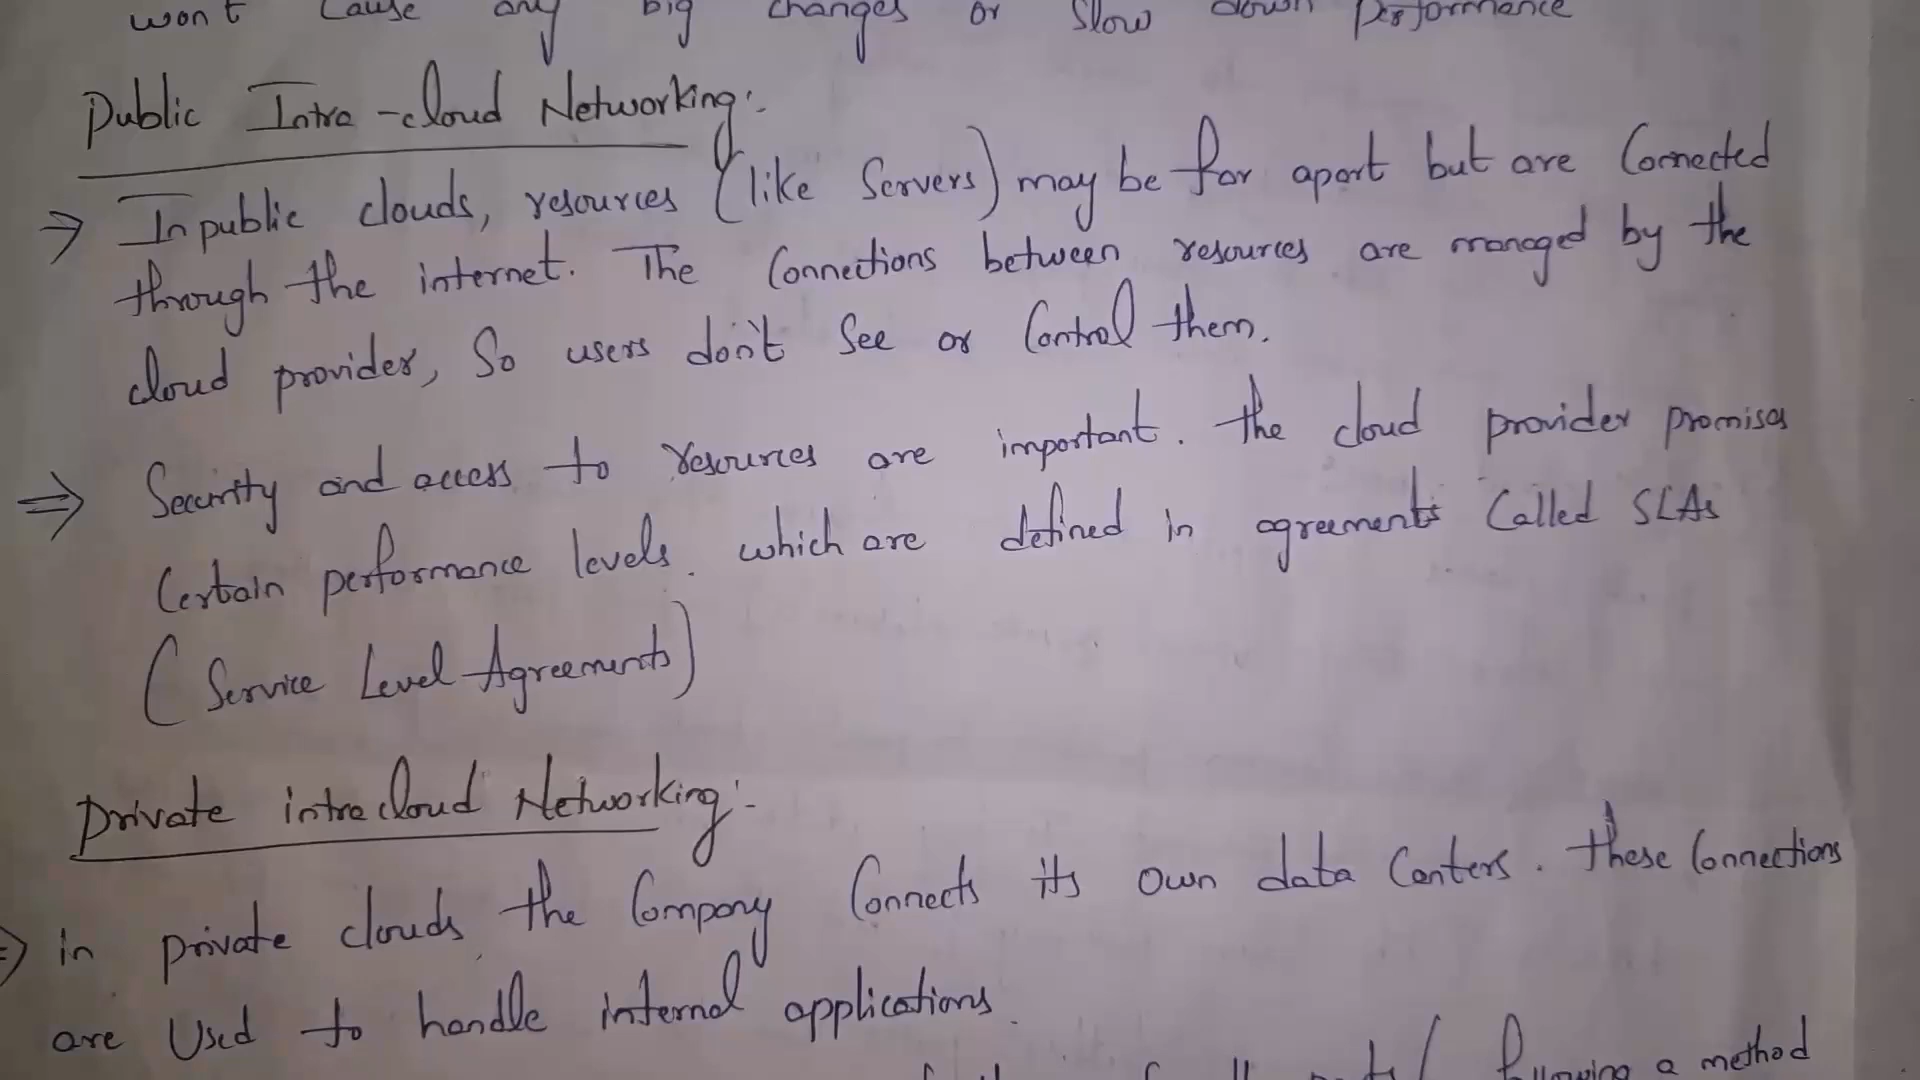 won't cause any big changes or slow down performance
Public Intra-cloud Networking:-
⇒ In public clouds, resources (like Servers) may be far apart but are Connected
through the internet. The Connections between resources are managed by the
cloud provider, So users don't See or Control them.
⇒ Security and access to resources are important. the cloud provider promises
Certain performance levels. which are defined in agreements Called SLAs
(Service Level Agreements)
Private intra cloud Networking:-
⇒ in private clouds, the Company Connects its own data Centers. These Connections
are Used to handle internal applications.
following a method